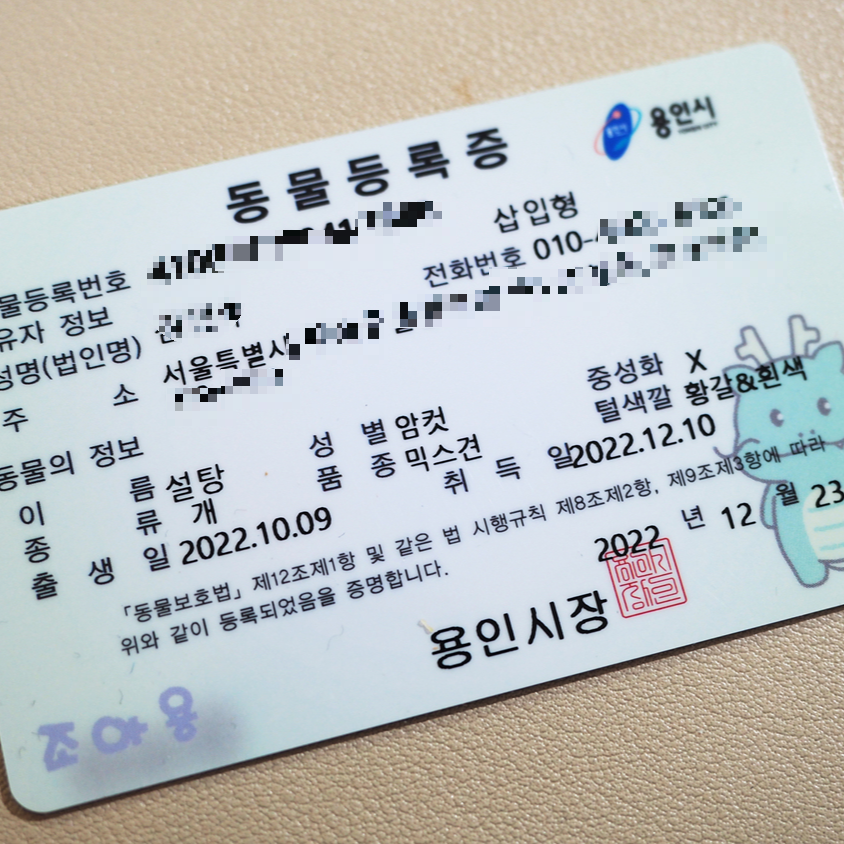 용인시
동물등록증
물등록번호 삽입형
유자 정보 전화번호 010-
성명(법인명)
주 소 서울특별시
동물의 정보 중성화 X
이 름 설탕 성 별 암컷 털색깔 황갈&흰색
종 류 개 품 종 믹스견 취 득 일 2022.12.10
출 생 일 2022.10.09
「동물보호법」 제12조제1항 및 같은 법 시행규칙 제8조제2항, 제9조제3항에 따라
위와 같이 등록되었음을 증명합니다.
2022 년 12 월 23
용인시장